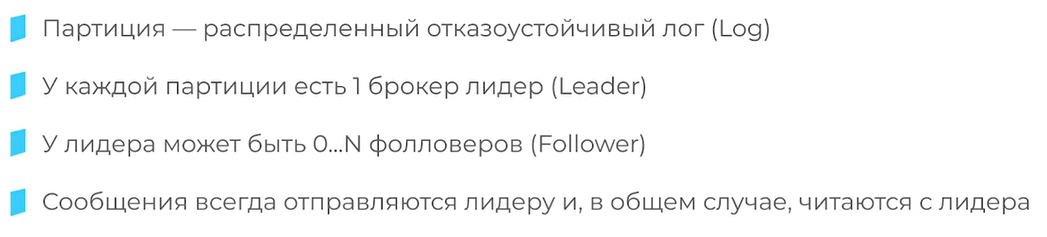 Партиция — распределенный отказоустойчивый лог (Log)
У каждой партиции есть 1 брокер лидер (Leader)
У лидера может быть 0...N фолловеров (Follower)
Сообщения всегда отправляются лидеру и, в общем случае, читаются с лидера